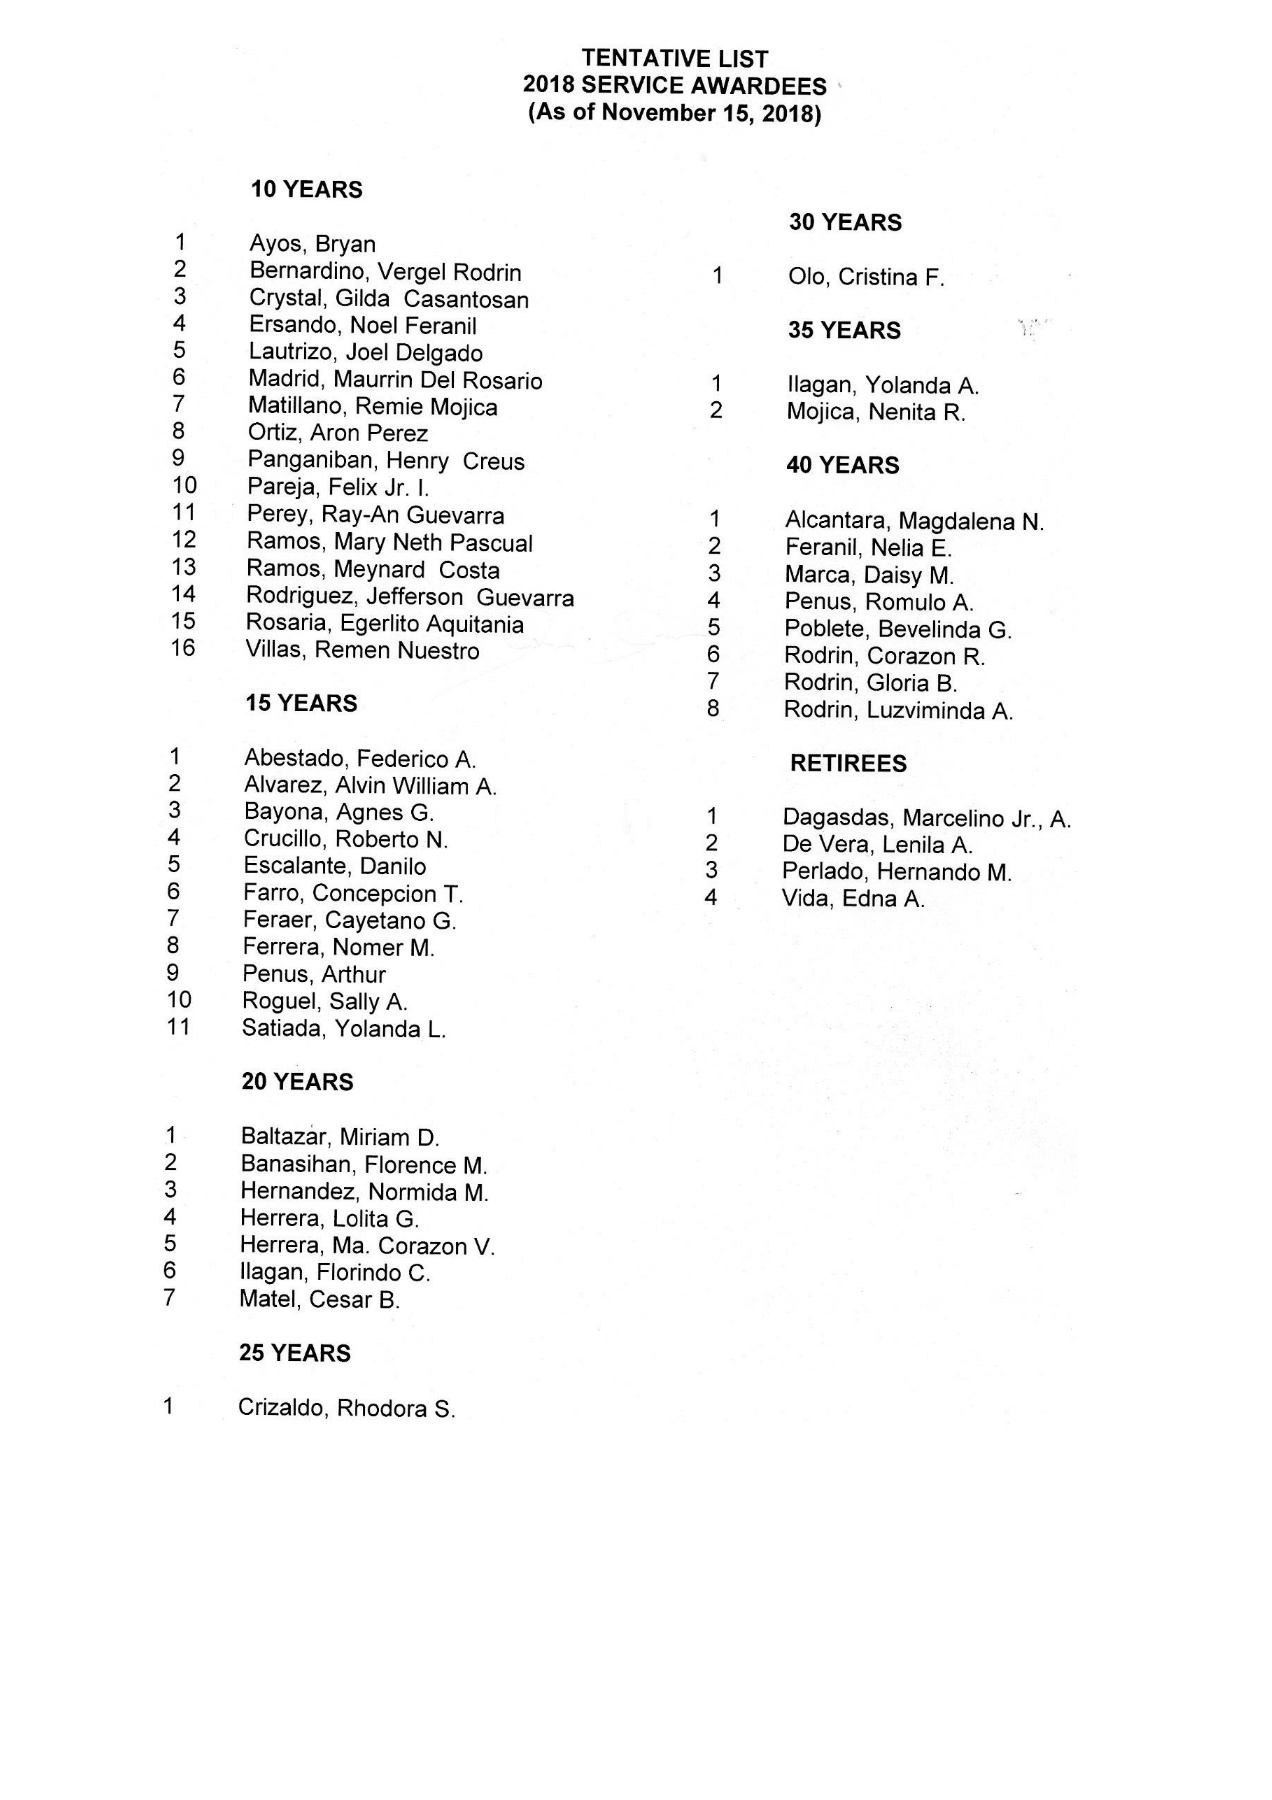 TENTATIVE LIST
2018 SERVICE AWARDEES
(As of November 15, 2018)
10 YEARS
1 Ayos, Bryan
2 Bernardino, Vergel Rodrin
3 Crystal, Gilda Casantosan
4 Ersando, Noel Feranil
5 Lautrizo, Joel Delgado
6 Madrid, Maurrin Del Rosario
7 Matillano, Remie Mojica
8 Ortiz, Aron Perez
9 Panganiban, Henry Creus
10 Pareja, Felix Jr. I.
11 Perey, Ray-An Guevarra
12 Ramos, Mary Neth Pascual
13 Ramos, Meynard Costa
14 Rodriguez, Jefferson Guevarra
15 Rosaria, Egerlito Aquitania
16 Villas, Remen Nuestro
15 YEARS
1 Abestado, Federico A.
2 Alvarez, Alvin William A.
3 Bayona, Agnes G.
4 Crucillo, Roberto N.
5 Escalante, Danilo
6 Farro, Concepcion T.
7 Feraer, Cayetano G.
8 Ferrera, Nomer M.
9 Penus, Arthur
10 Roguel, Sally A.
11 Satiada, Yolanda L.
20 YEARS
1 Baltazar, Miriam D.
2 Banasihan, Florence M.
3 Hernandez, Normida M.
4 Herrera, Lolita G.
5 Herrera, Ma. Corazon V.
6 Ilagan, Florindo C.
7 Matel, Cesar B.
25 YEARS
1 Crizaldo, Rhodora S.
30 YEARS
1 Olo, Cristina F.
35 YEARS
1 Ilagan, Yolanda A.
2 Mojica, Nenita R.
40 YEARS
1 Alcantara, Magdalena N.
2 Feranil, Nelia E.
3 Marca, Daisy M.
4 Penus, Romulo A.
5 Poblete, Bevelinda G.
6 Rodrin, Corazon R.
7 Rodrin, Gloria B.
8 Rodrin, Luzviminda A.
RETIREES
1 Dagasdas, Marcelino Jr., A.
2 De Vera, Lenila A.
3 Perlado, Hernando M.
4 Vida, Edna A.